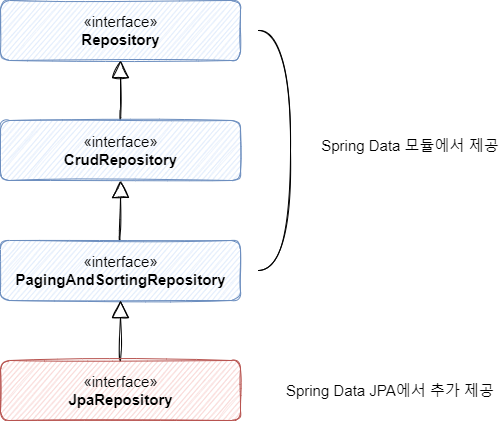 «interface»
Repository
«interface»
CrudRepository
Spring Data 모듈에서 제공
«interface»
PagingAndSortingRepository
«interface»
JpaRepository
Spring Data JPA에서 추가 제공